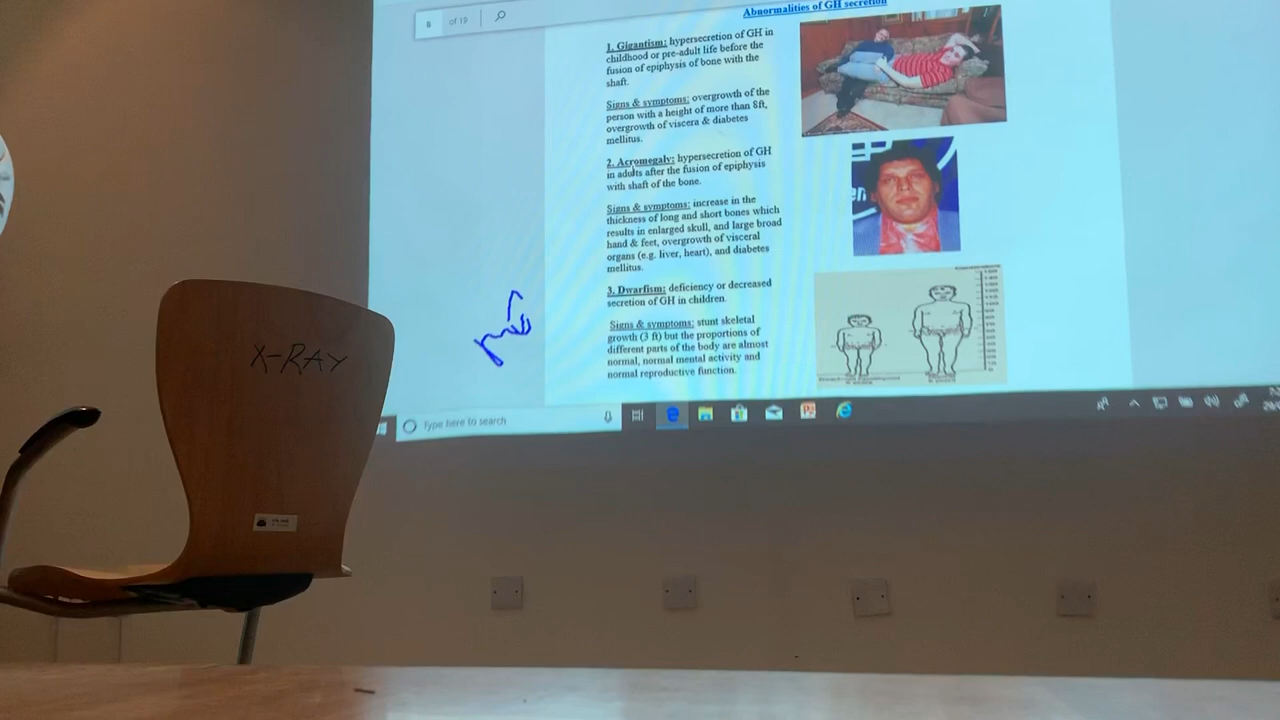 8 of 19
Abnormalities of GH secretion
1. Gigantism: hypersecretion of GH in
childhood or pre-adult life before the
fusion of epiphysis of bone with the
shaft.
Signs & symptoms: overgrowth of the
person with a height of more than 8ft,
overgrowth of viscera & diabetes
mellitus.
2. Acromegaly: hypersecretion of GH
in adults after the fusion of epiphysis
with shaft of the bone.
Signs & symptoms: increase in the
thickness of long and short bones which
results in enlarged skull, and large broad
hand & feet, overgrowth of visceral
organs (e.g. liver, heart), and diabetes
mellitus.
3. Dwarfism: deficiency or decreased
secretion of GH in children.
Signs & symptoms: stunt skeletal
growth (3 ft) but the proportions of
different parts of the body are almost
normal, normal mental activity and
normal reproductive function.
Type here to search
X-RAY